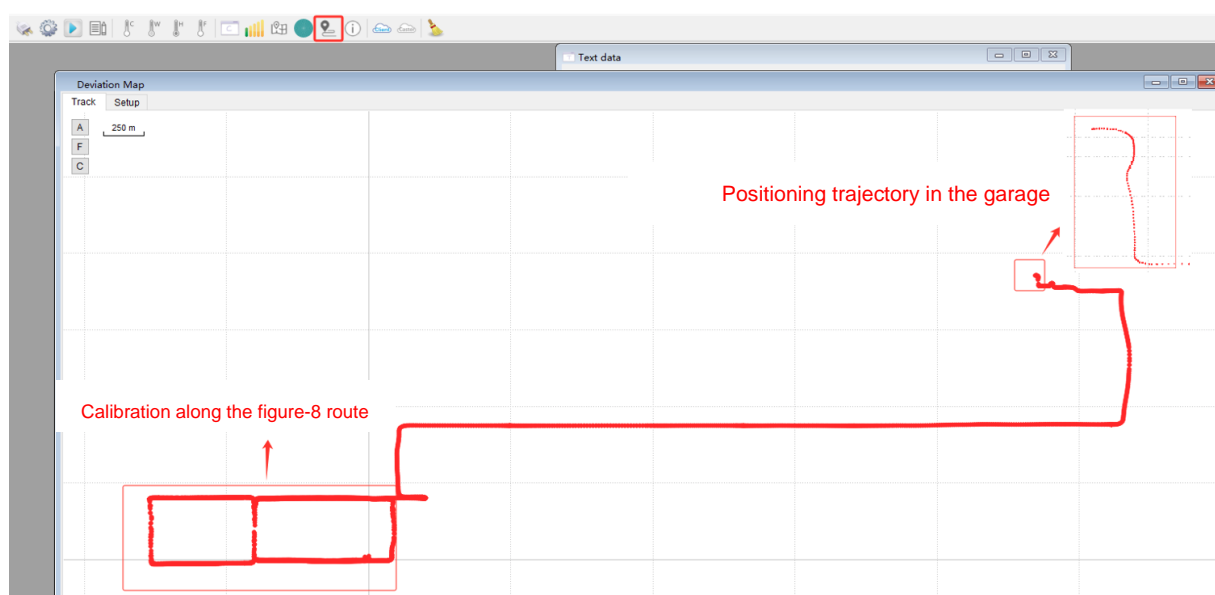 C W H F
C
Text data
Deviation Map
Track Setup
A 250 m
F
C
Positioning trajectory in the garage
Calibration along the figure-8 route